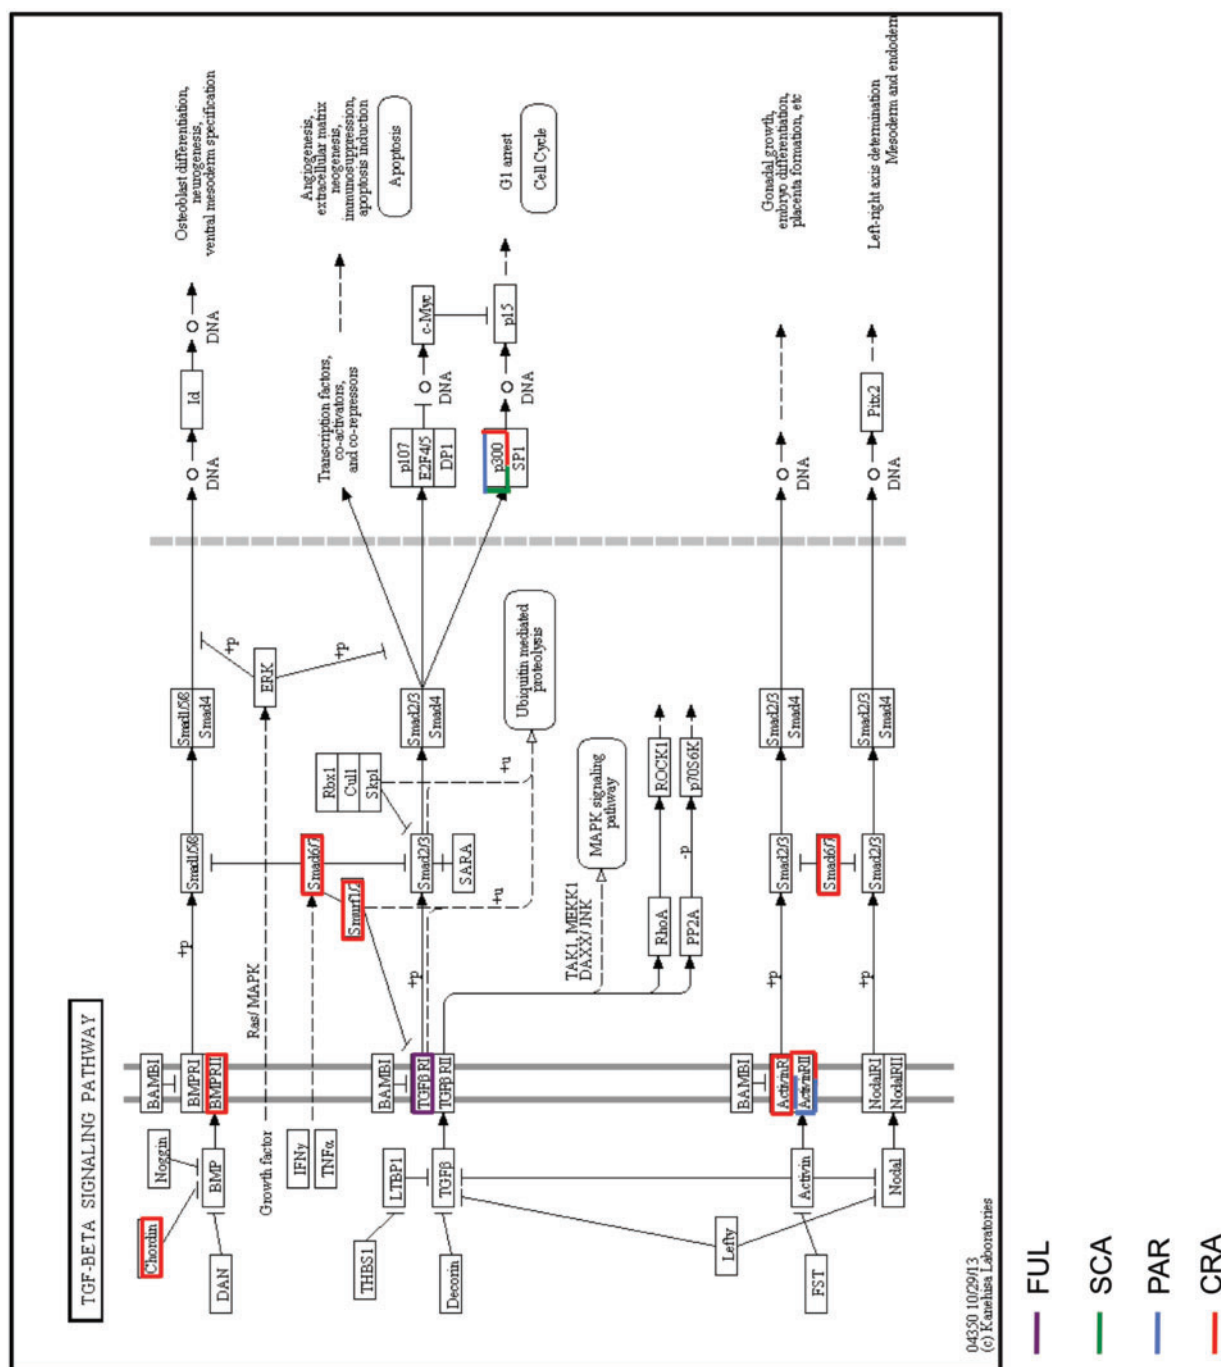 TGF-BETA SIGNALING PATHWAY
Chordin
Noggin
DAN
BMP
BAMBI
BMPRI
BMPRII
+p
Smad1/5/8
Smad1/5/8
Smad4
DNA
Id
DNA
Osteoblast differentiation,
neurogenesis,
ventral mesoderm specification
Growth factor
Ras/MAPK
ERK
+p
+p
IFNγ
TNFα
Smad6/7
Smurf1/2
Rbx1
Cul1
Skp1
THBS1
LTBP1
Decorin
TGFβ
BAMBI
TGFβ RI
TGFβ RII
+p
Smad2/3
SARA
Smad2/3
Smad4
+u
+u
Ubiquitin mediated
proteolysis
Transcription factors,
co-activators,
and co-repressors
Angiogenesis,
extracellular matrix
neogenesis,
immunosuppression,
apoptosis induction
Apoptosis
p107
E2F4/5
DP1
DNA
c-Myc
p300
SP1
DNA
p15
G1 arrest
Cell Cycle
TAK1, MEKK1
DAXX/JNK
MAPK signaling
pathway
RhoA
ROCK1
PP2A
-p
p70S6K
Lefty
FST
Activin
BAMBI
ActivinRI
ActivinRII
+p
Smad2/3
Smad6/7
Smad2/3
Smad4
DNA
Gonadal growth,
embryo differentiation,
placenta formation, etc
Nodal
NodalRI
NodalRII
+p
Smad2/3
Smad2/3
Smad4
DNA
Pitx2
Left-right axis determination
Mesoderm and endoderm
04350 10/29/13
(c) Kanehisa Laboratories
FUL
SCA
PAR
CRA